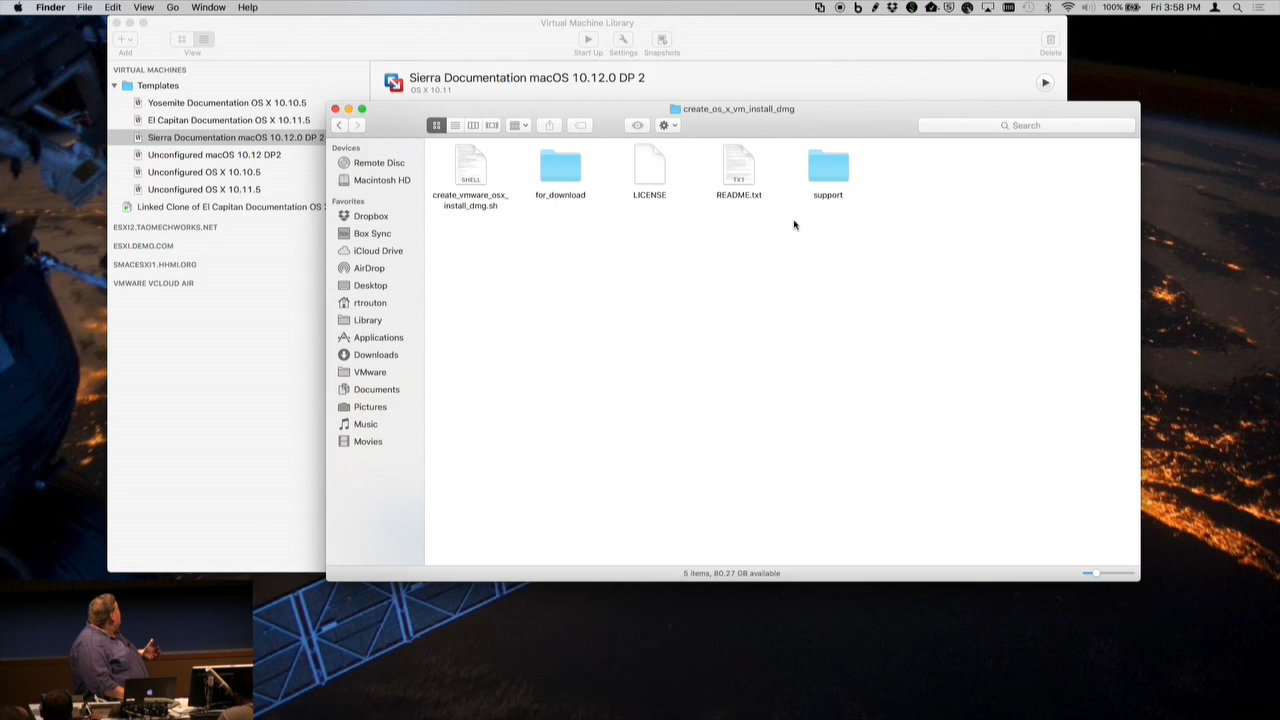 Finder File Edit View Go Window Help
100% Fri 3:58 PM
Virtual Machine Library
Add
View
Start Up Settings Snapshots
Delete
VIRTUAL MACHINES
Templates
Yosemite Documentation OS X 10.10.5
El Capitan Documentation OS X 10.11.5
Sierra Documentation macOS 10.12.0 DP 2
Unconfigured macOS 10.12 DP2
Unconfigured OS X 10.10.5
Unconfigured OS X 10.11.5
Linked Clone of El Capitan Documentation OS
ESXI2.TAOMECHWORKS.NET
ESXI.DEMO.COM
SMACESXI1.HHMI.ORG
VMWARE VCLOUD AIR
Sierra Documentation macOS 10.12.0 DP 2
OS X 10.11
create_os_x_vm_install_dmg
Search
Devices
Remote Disc
Macintosh HD
Favorites
Dropbox
Box Sync
iCloud Drive
AirDrop
Desktop
rtrouton
Library
Applications
Downloads
VMware
Documents
Pictures
Music
Movies
SHELL
create_vmware_osx_
install_dmg.sh
for_download
LICENSE
TXT
README.txt
support
5 items, 80.27 GB available